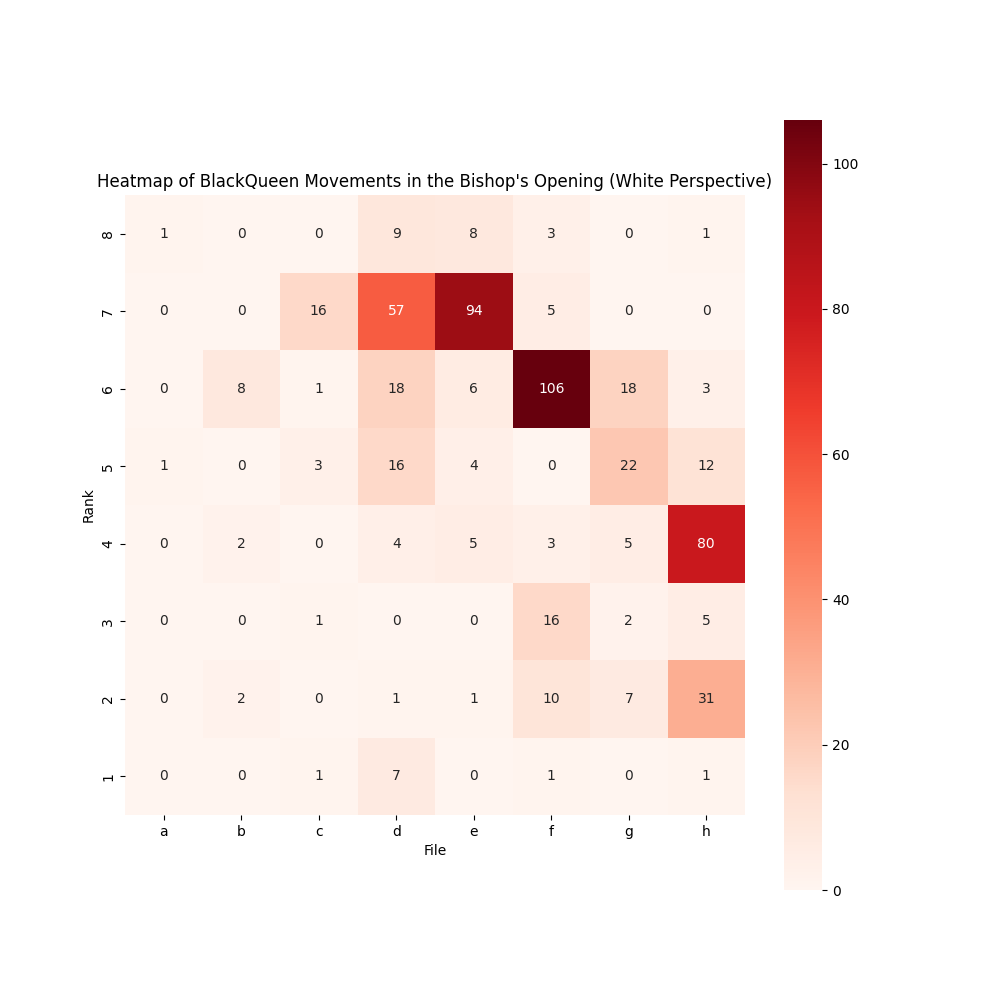 Heatmap of BlackQueen Movements in the Bishop's Opening (White Perspective)
8 1 0 0 9 8 3 0 1
7 0 0 16 57 94 5 0 0
6 0 8 1 18 6 106 18 3
5 1 0 3 16 4 0 22 12
4 0 2 0 4 5 3 5 80
3 0 0 1 0 0 16 2 5
2 0 2 0 1 1 10 7 31
1 0 0 1 7 0 1 0 1
a b c d e f g h
File
Rank
100
80
60
40
20
0